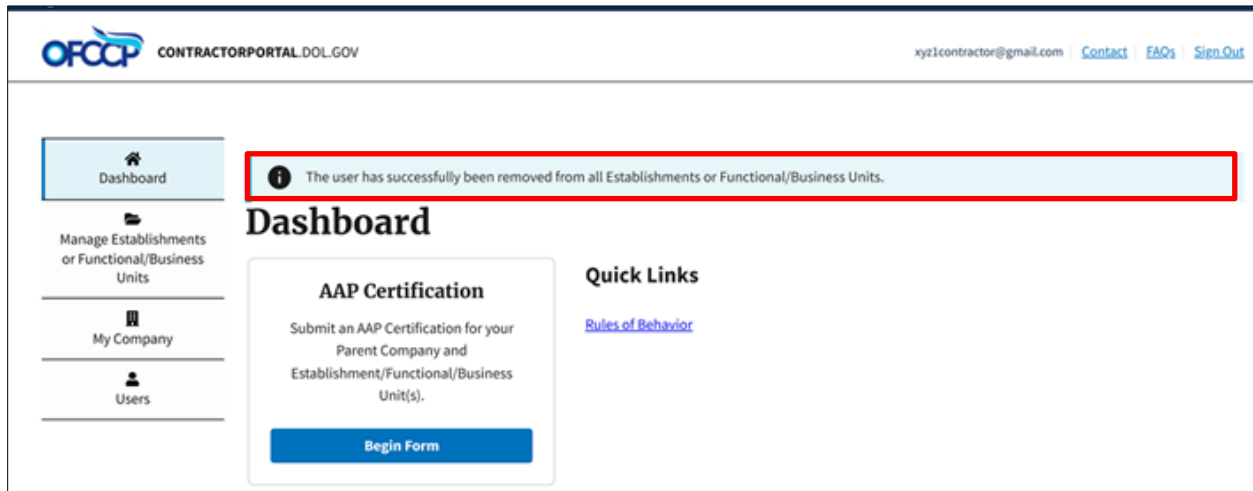 OFCCP CONTRACTORPORTAL.DOL.GOV
xyz1contractor@gmail.com Contact FAQs Sign Out
Dashboard
Manage Establishments
or Functional/Business
Units
My Company
Users
The user has successfully been removed from all Establishments or Functional/Business Units.
Dashboard
AAP Certification
Submit an AAP Certification for your
Parent Company and
Establishment/Functional/Business
Unit(s).
Begin Form
Quick Links
Rules of Behavior